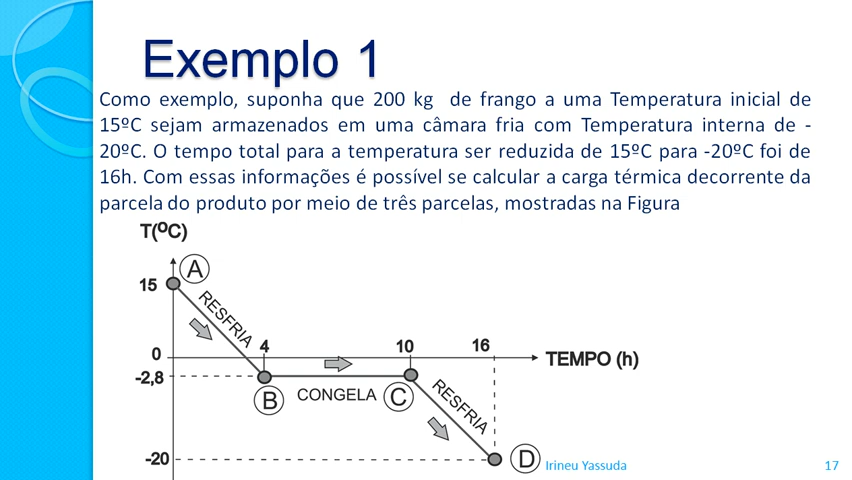 Exemplo 1
Como exemplo, suponha que 200 kg de frango a uma Temperatura inicial de
15ºC sejam armazenados em uma câmara fria com Temperatura interna de -
20ºC. O tempo total para a temperatura ser reduzida de 15ºC para -20ºC foi de
16h. Com essas informações é possível se calcular a carga térmica decorrente da
parcela do produto por meio de três parcelas, mostradas na Figura
T(ºC)
A
15
RESFRIA
4
10
16
0
TEMPO (h)
-2,8
B
CONGELA
C
RESFRIA
-20
D
Irineu Yassuda
17